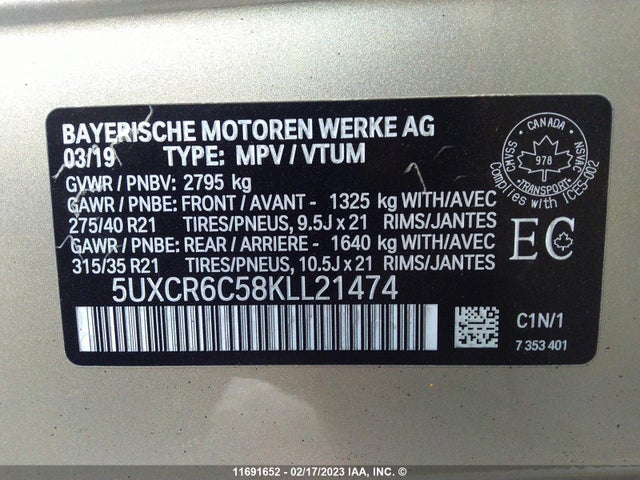 BAYERISCHE MOTOREN WERKE AG
03/19 TYPE: MPV / VTUM
GVWR / PNBV: 2795 kg
GAWR / PNBE: FRONT / AVANT - 1325 kg WITH/AVEC
275/40 R21 TIRES/PNEUS, 9.5J x 21 RIMS/JANTES
GAWR / PNBE: REAR / ARRIERE - 1640 kg WITH/AVEC
315/35 R21 TIRES/PNEUS, 10.5J x 21 RIMS/JANTES
5UXCR6C58KLL21474
CANADA
CMVSS
978
NSVAC
TRANSPORT
Complies with ICES-002
EC
C1N/1
7 353 401
11691652 - 02/17/2023 IAA, INC. ©